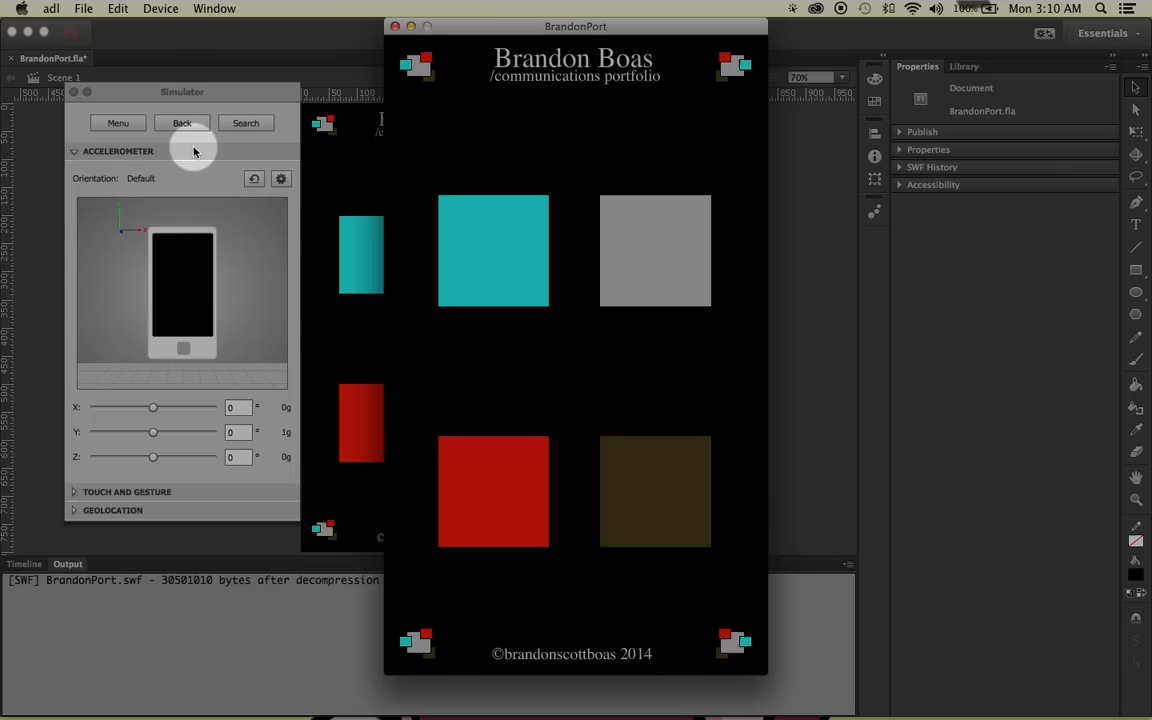 adl File Edit Device Window 100% Mon 3:10 AM
BrandonPort
Essentials
BrandonPort.fla*
Scene 1
Simulator
Menu Back Search
ACCELEROMETER
Orientation: Default
X: 0 ° 0g
Y: 0 ° 1g
Z: 0 ° 0g
TOUCH AND GESTURE
GEOLOCATION
Timeline Output
[SWF] BrandonPort.swf - 30501010 bytes after decompression
Brandon Boas
/communications portfolio
©brandonscottboas 2014
70%
Properties Library
Document
Fl
BrandonPort.fla
Publish
Properties
SWF History
Accessibility